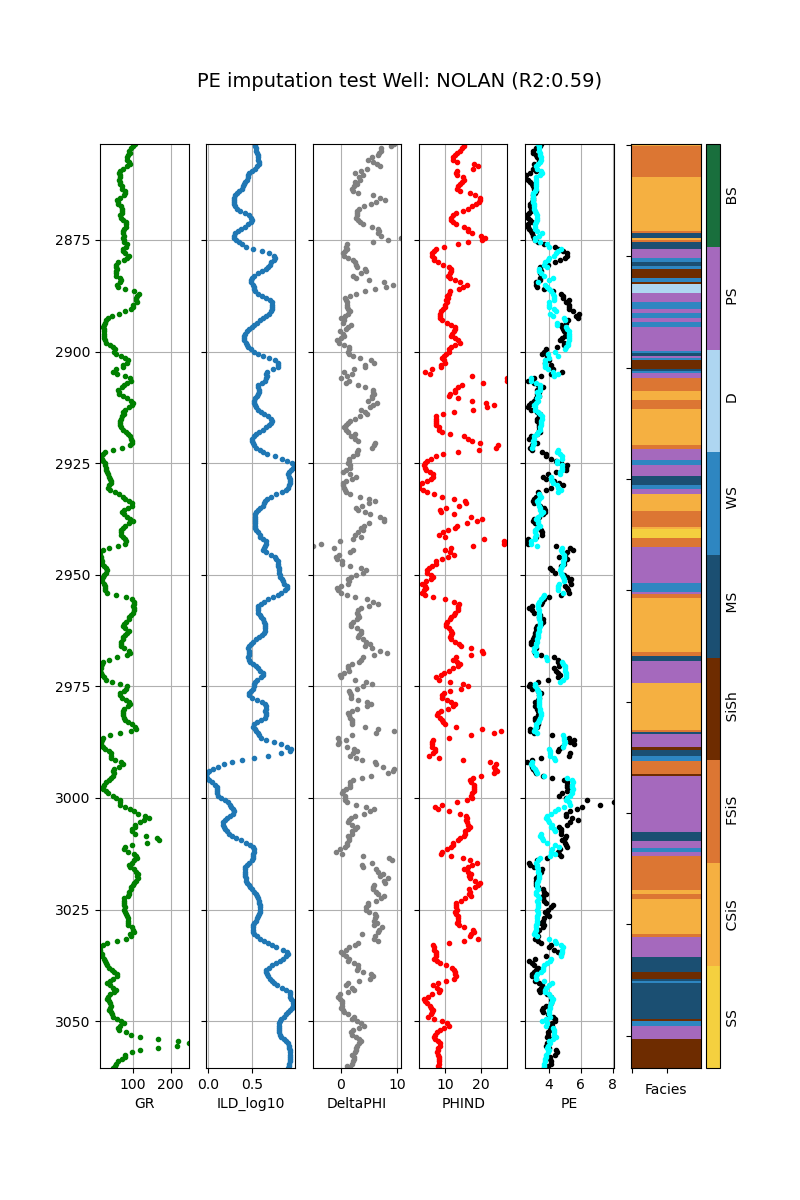 PE imputation test Well: NOLAN (R2:0.59)
2875
2900
2925
2950
2975
3000
3025
3050
100 200
0.0 0.5
0 10
10 20
4 6 8
GR
ILD_log10
DeltaPHI
PHIND
PE
Facies
BS
PS
D
WS
MS
SiSh
FSiS
CSiS
SS